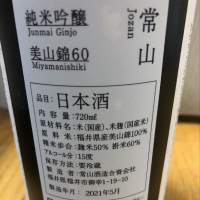 常山
Jozan
純米吟醸
Junmai Ginjo
美山錦60
Miyamanishiki
品目:日本酒
内容量:720ml
原材料名:米(国産)、米麹(国産米)
原料米:福井県産美山錦100%
精米歩合:麹米50% 掛米60%
アルコール分:15度
保存方法:要冷蔵
製造者:常山酒造合資会社
福井県福井市御幸1-19-10
製造年月:2021年5月